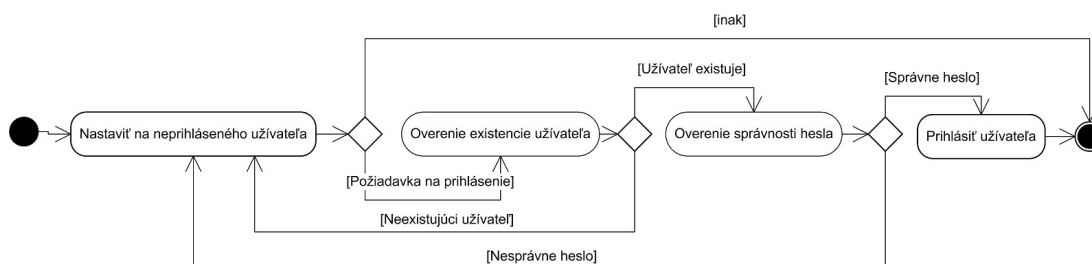 [inak]
[Užívateľ existuje]
[Správne heslo]
Nastaviť na neprihláseného užívateľa
Overenie existencie užívateľa
Overenie správnosti hesla
Prihlásiť užívateľa
[Požiadavka na prihlásenie]
[Neexistujúci užívateľ]
[Nesprávne heslo]